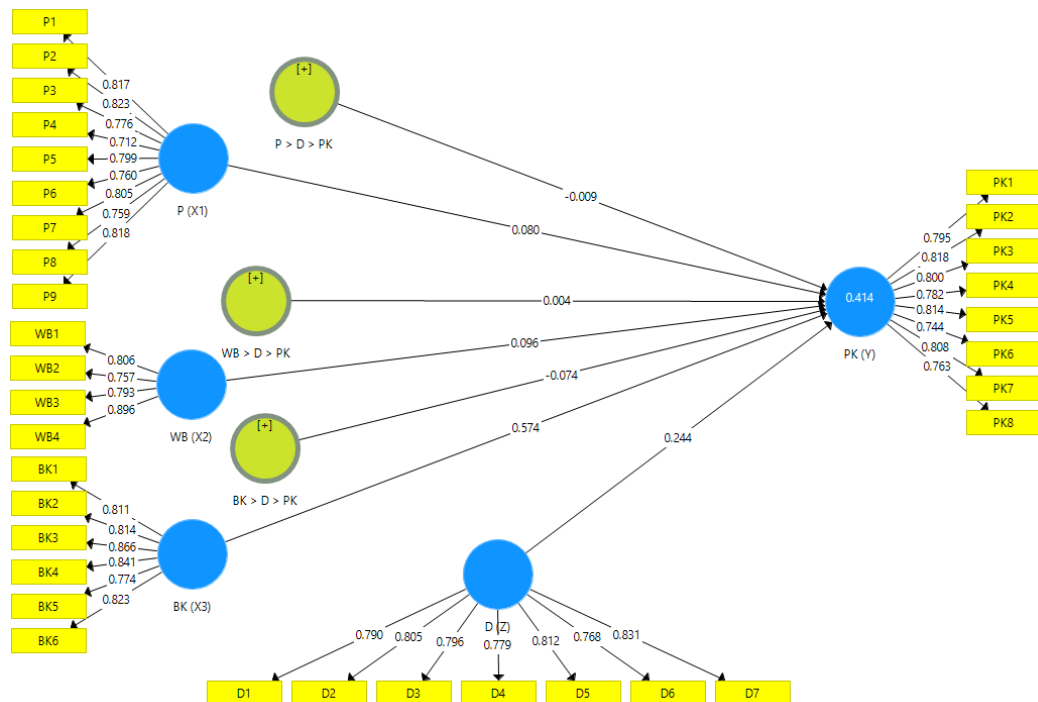 P1
P2
P3
P4
P5
P6
P7
P8
P9
0.817
0.823
0.776
0.712
0.799
0.760
0.805
0.759
0.818
P (X1)
[+]
P > D > PK
-0.009
0.080
[+]
WB > D > PK
0.004
WB1
WB2
WB3
WB4
0.806
0.757
0.793
0.896
WB (X2)
0.096
-0.074
[+]
BK > D > PK
0.574
0.244
BK1
BK2
BK3
BK4
BK5
BK6
0.811
0.814
0.866
0.841
0.774
0.823
BK (X3)
0.414
PK (Y)
0.795
0.818
0.800
0.782
0.814
0.744
0.808
0.763
PK1
PK2
PK3
PK4
PK5
PK6
PK7
PK8
D (Z)
0.790
0.805
0.796
0.779
0.812
0.768
0.831
D1
D2
D3
D4
D5
D6
D7